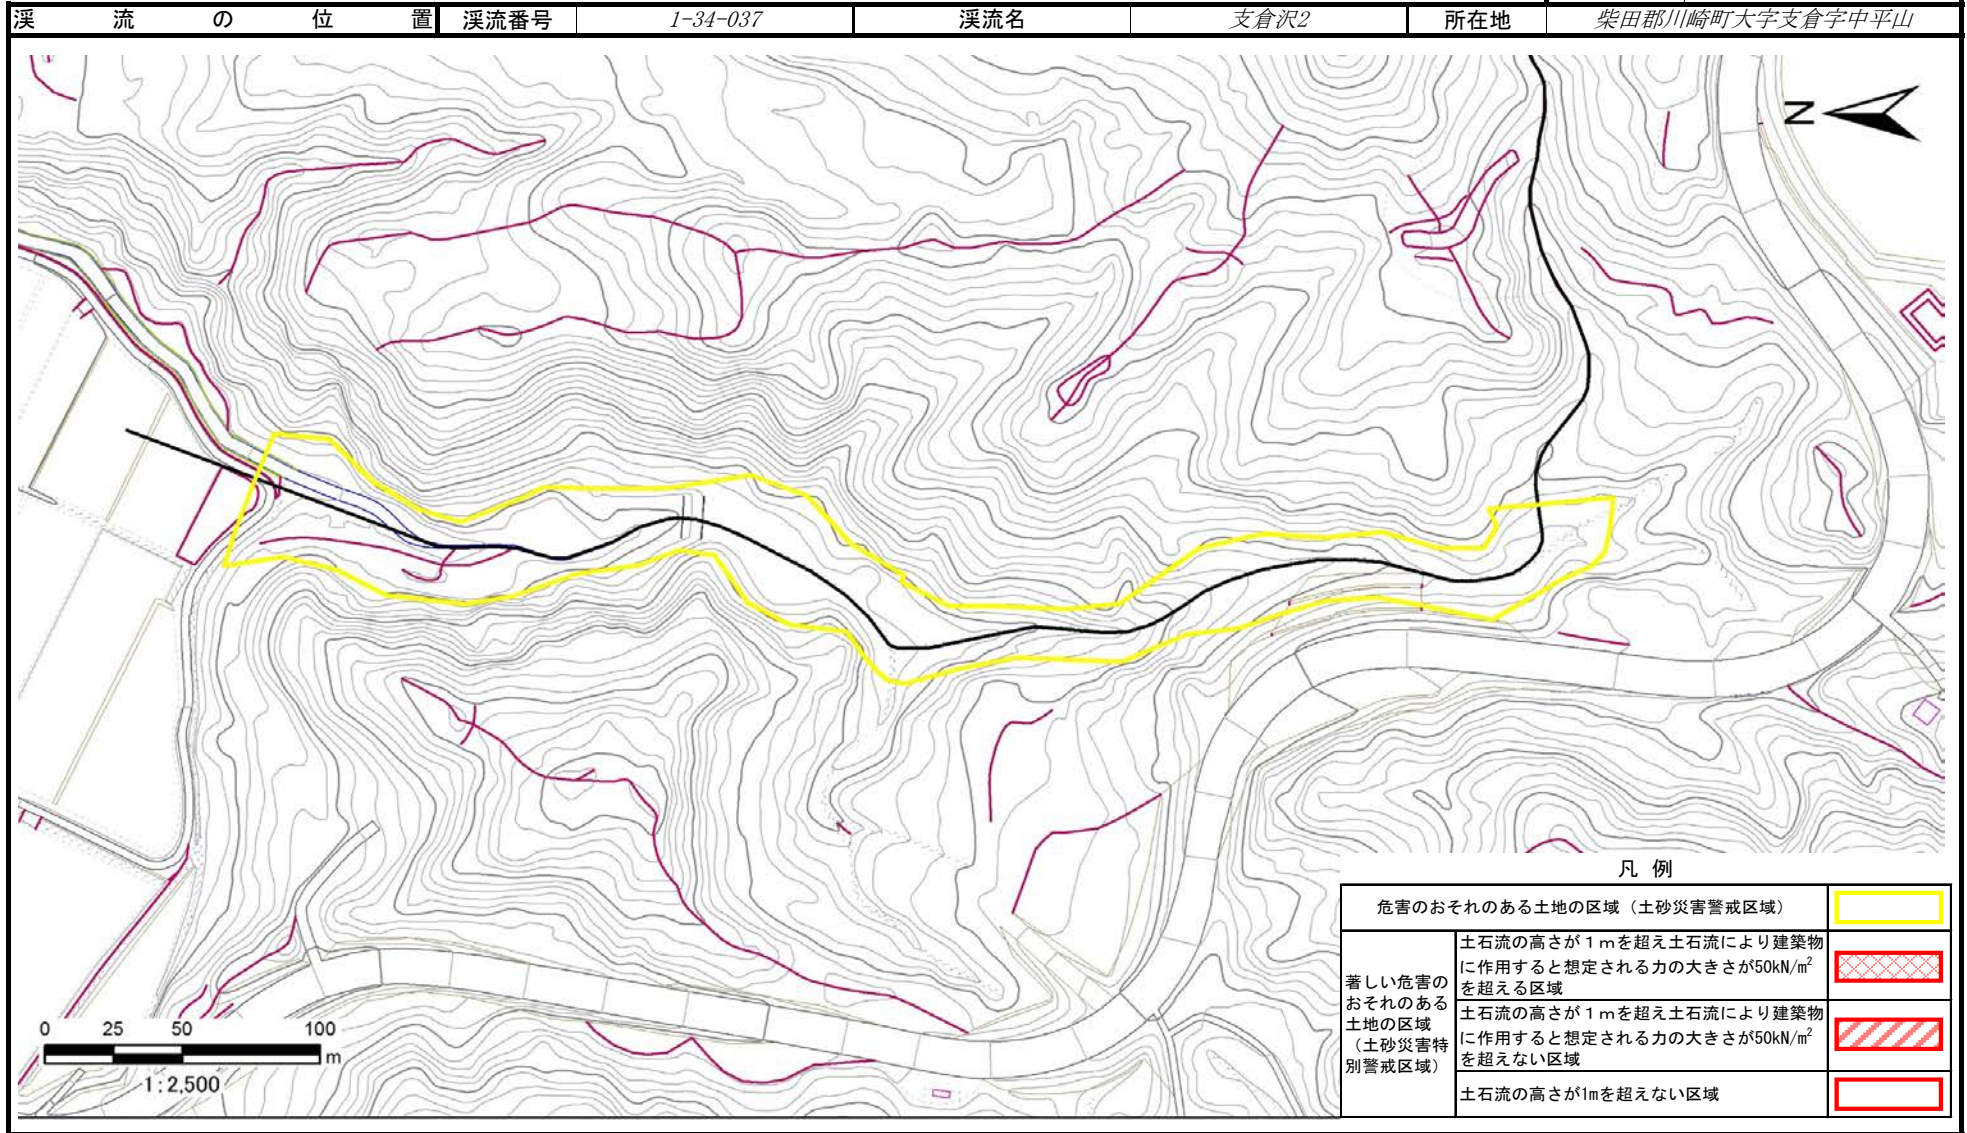 溪流の位置 溪流番号 1-34-037 溪流名 支倉沢2 所在地 柴田郡川崎町大字支倉字中平山
N
凡 例
危害のおそれのある土地の区域（土砂災害警戒区域）
著しい危害の
おそれのある
土地の区域
（土砂災害特
別警戒区域）
土石流の高さが１ｍを超え土石流により建築物
に作用すると想定される力の大きさが50kN/m²
を超える区域
土石流の高さが１ｍを超え土石流により建築物
に作用すると想定される力の大きさが50kN/m²
を超えない区域
土石流の高さが1mを超えない区域
0 25 50 100
m
1:2,500